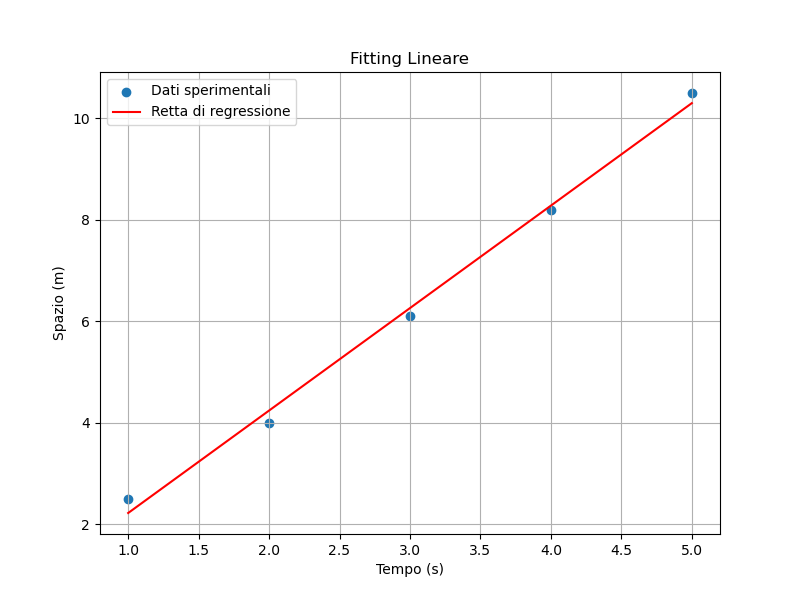 Fitting Lineare
Dati sperimentali
Retta di regressione
10
8
6
4
2
Spazio (m)
1.0 1.5 2.0 2.5 3.0 3.5 4.0 4.5 5.0
Tempo (s)